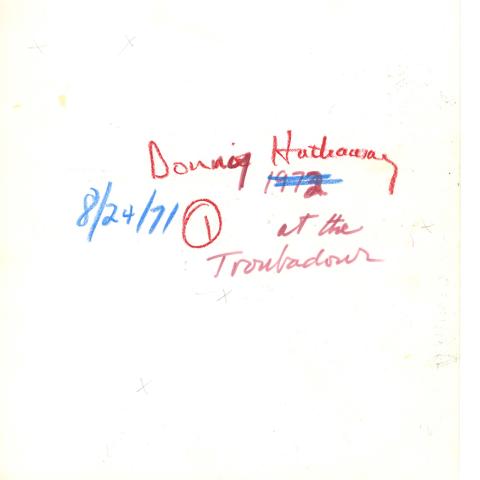 Donny Hathaway
1972
8/24/71 1 at the
Troubadour